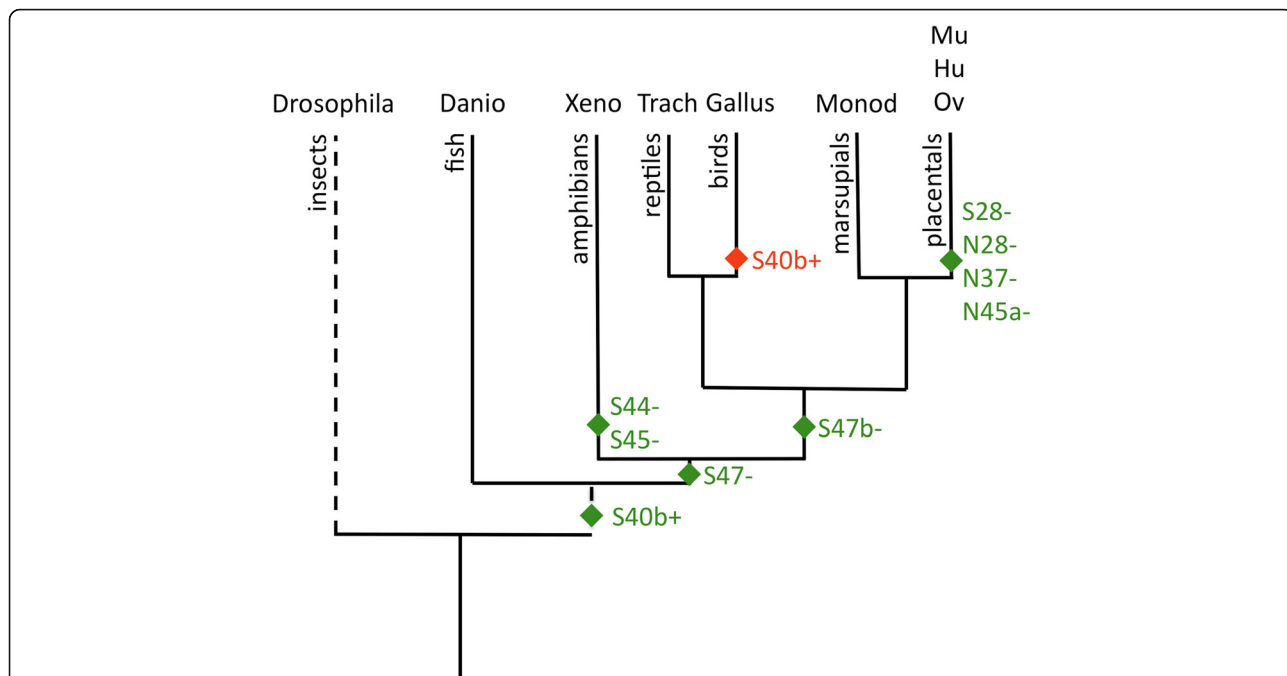 Mu
Hu
Ov
Drosophila Danio Xeno Trach Gallus Monod
insects
fish
amphibians
reptiles
birds
marsupials
placentals
S28-
N28-
N37-
N45a-
S40b+
S44-
S45-
S47b-
S47-
S40b+